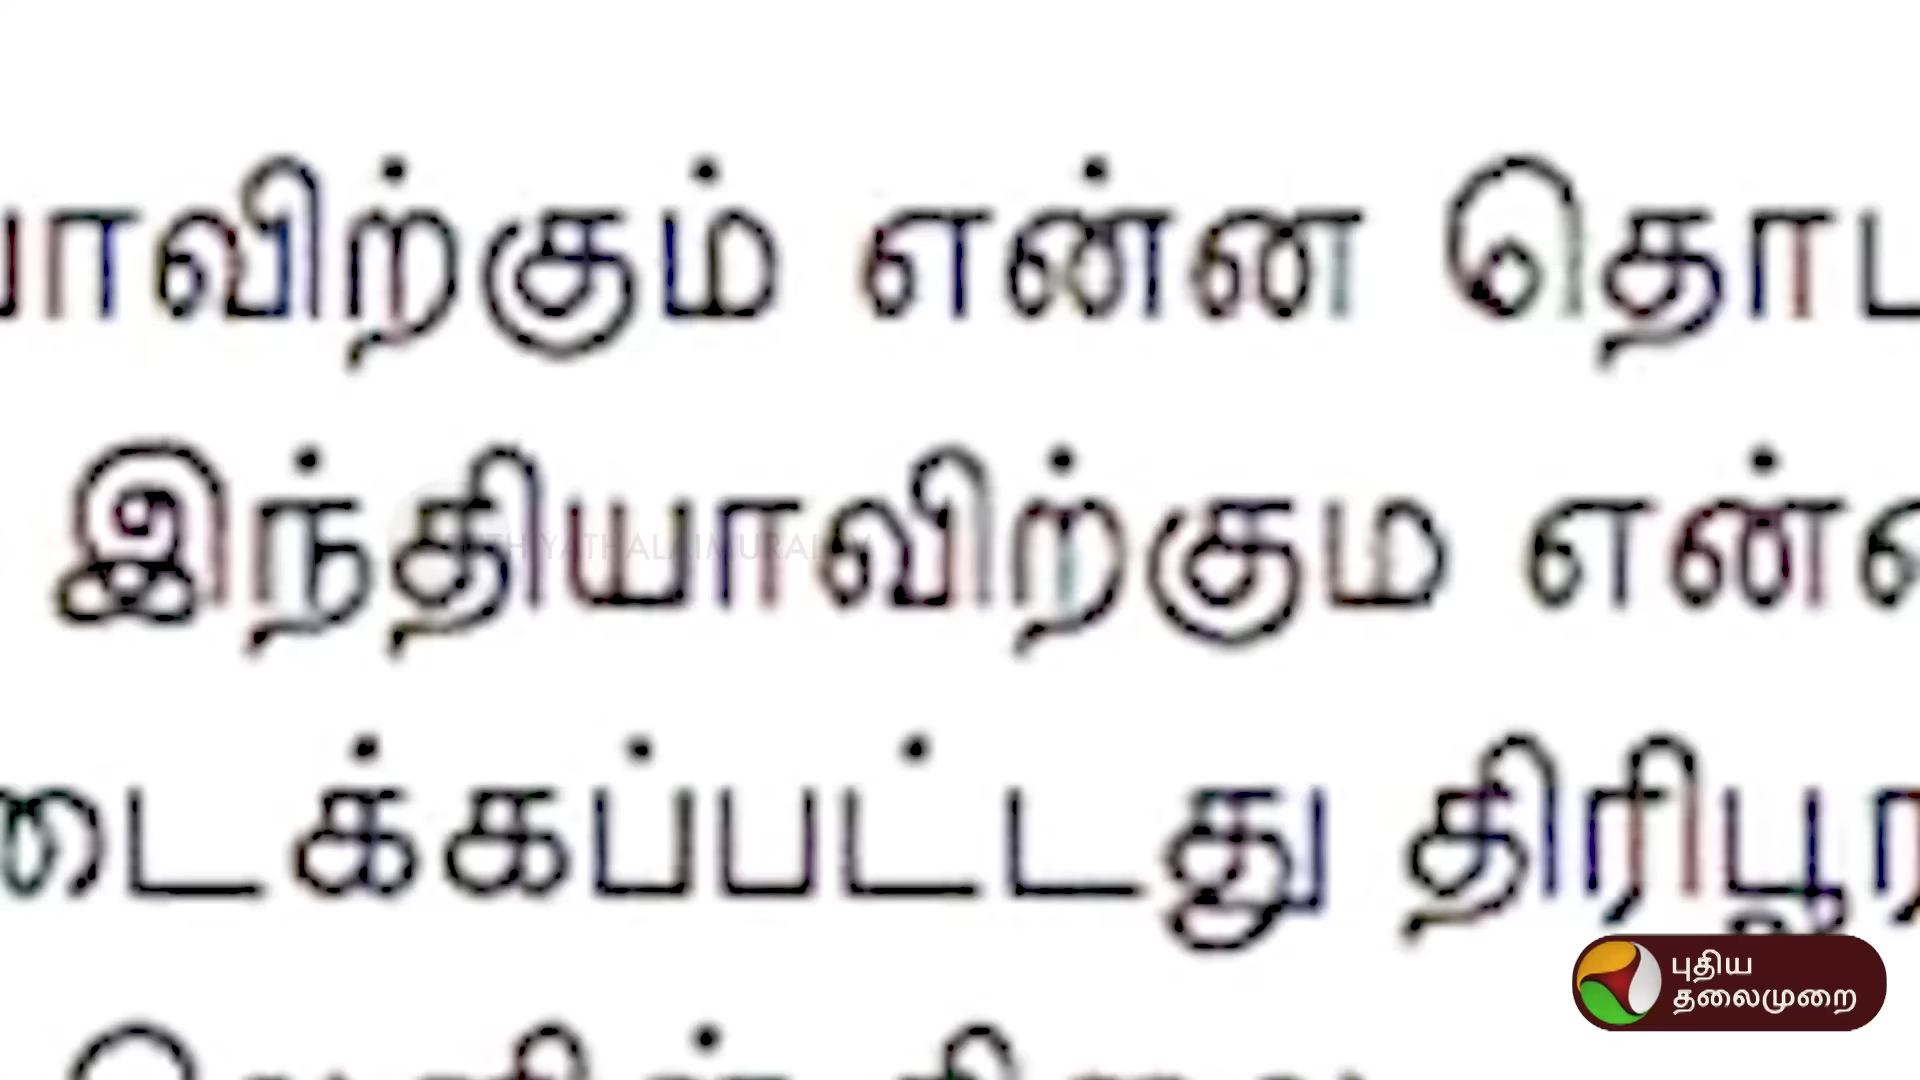 யாவிற்கும் என்ன தொட
இந்தியாவிற்கும என்ன
டைக்கப்பட்டது திரிபூர
புதிய
தலைமுறை